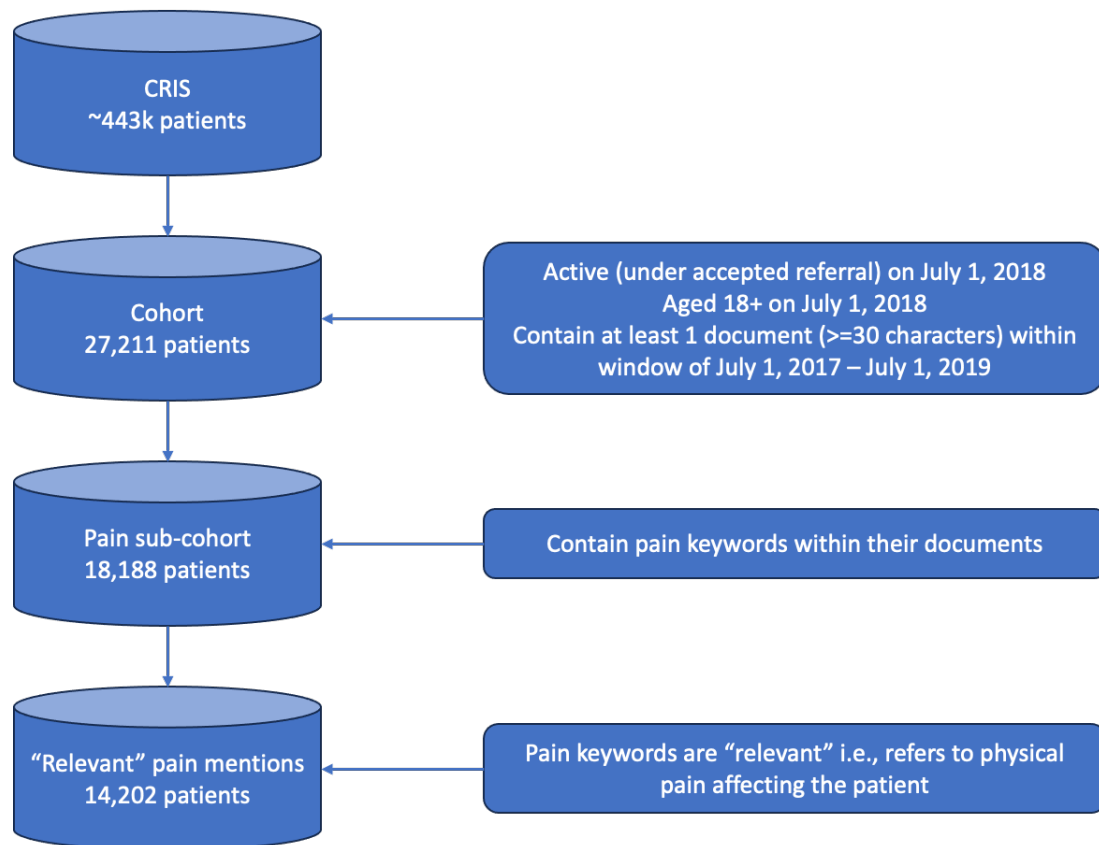 CRIS
~443k patients
Cohort
27,211 patients
Active (under accepted referral) on July 1, 2018
Aged 18+ on July 1, 2018
Contain at least 1 document (>=30 characters) within
window of July 1, 2017 – July 1, 2019
Pain sub-cohort
18,188 patients
Contain pain keywords within their documents
“Relevant” pain mentions
14,202 patients
Pain keywords are “relevant” i.e., refers to physical
pain affecting the patient